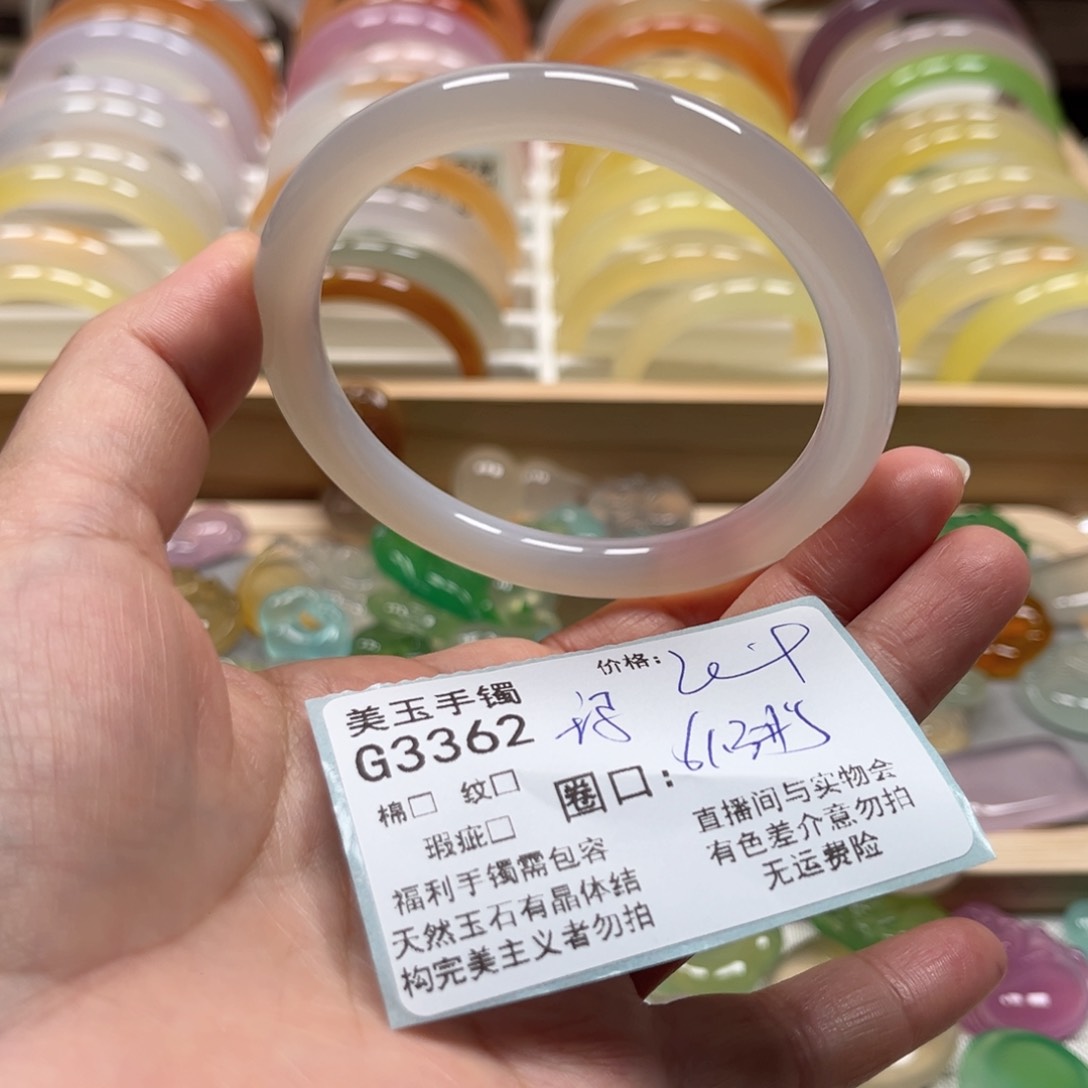 美玉手镯
G3362
价格:
棉□ 纹□
圈口:
瑕疵□
福利手镯需包容
天然玉石有晶体结
构完美主义者勿拍
直播间与实物会
有色差介意勿拍
无运费险